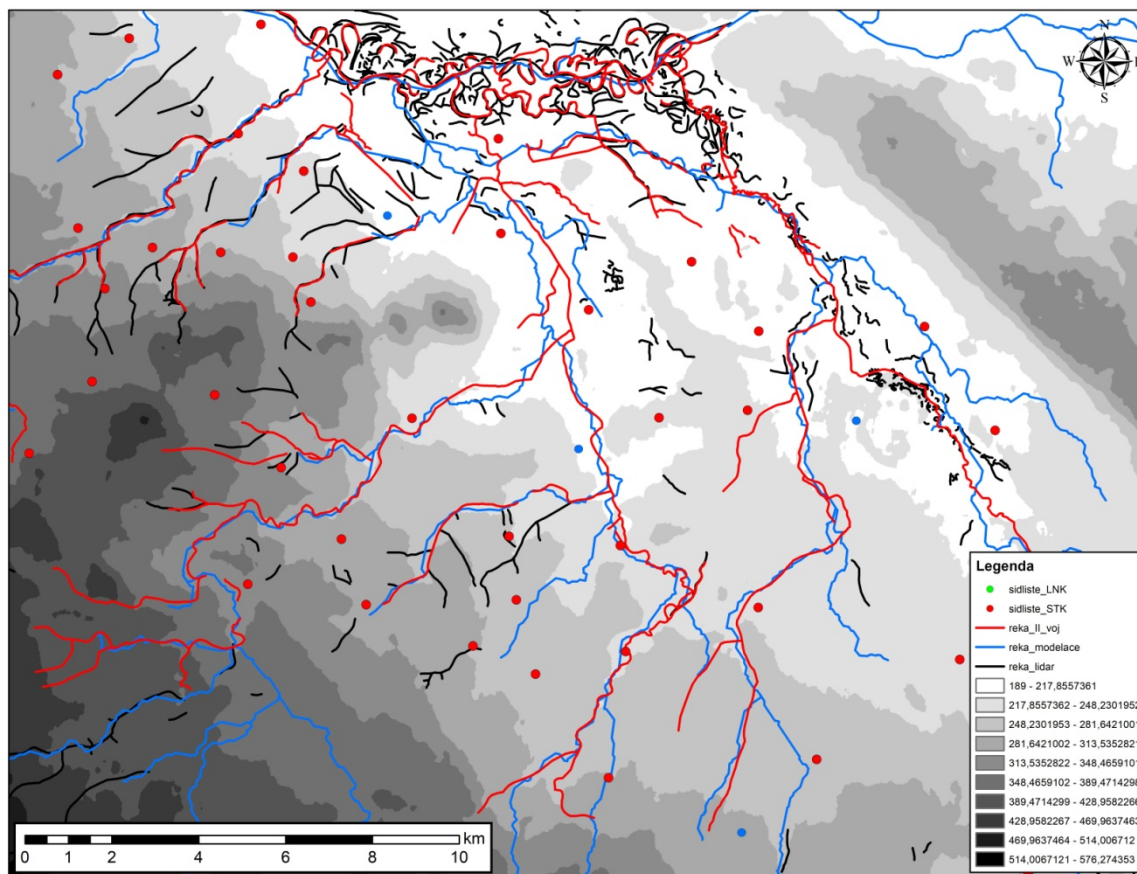 N
W
E
S
Legenda
sidliste_LNK
sidliste_STK
reka_II_voj
reka_modelace
reka_lidar
189 - 217,8557361
217,8557362 - 248,2301952
248,2301953 - 281,6421001
281,6421002 - 313,5352821
313,5352822 - 348,4659101
348,4659102 - 389,4714298
389,4714299 - 428,9582266
428,9582267 - 469,9637463
469,9637464 - 514,006712
514,0067121 - 576,274353
km
0 1 2 4 6 8 10